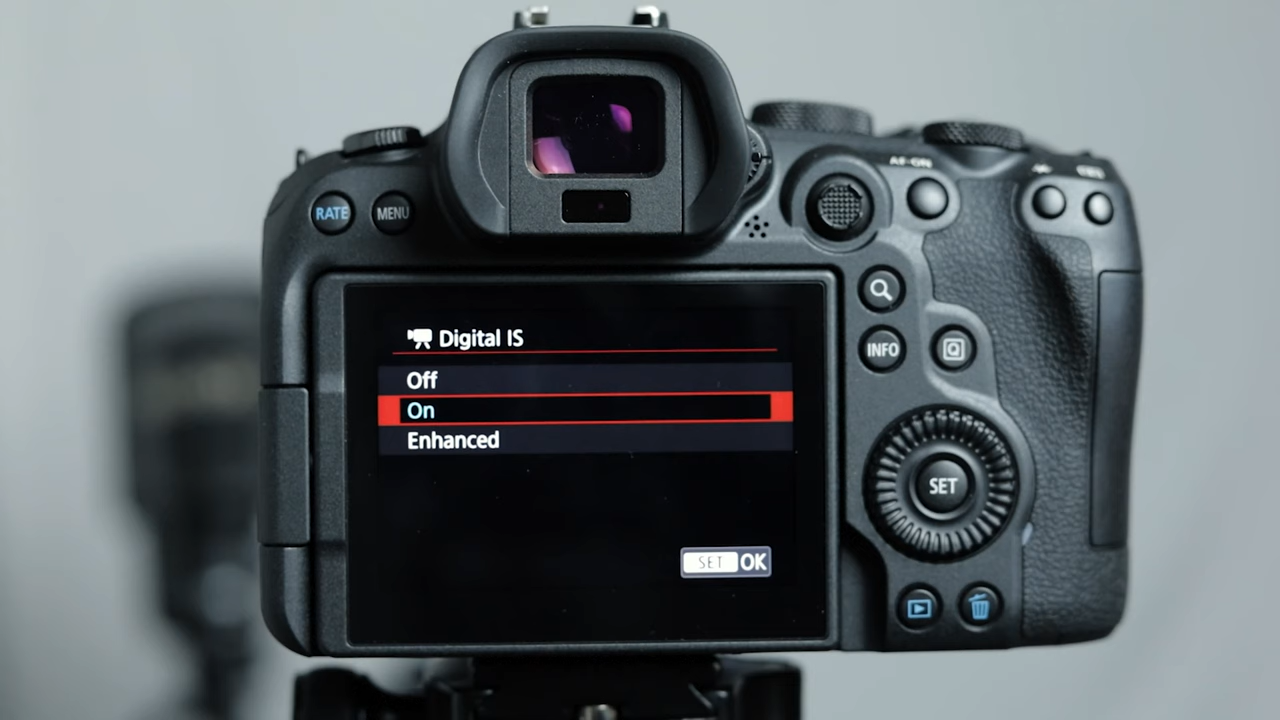 AF-ON
RATE
MENU
Digital IS
Off
On
Enhanced
SET OK
INFO
Q
SET